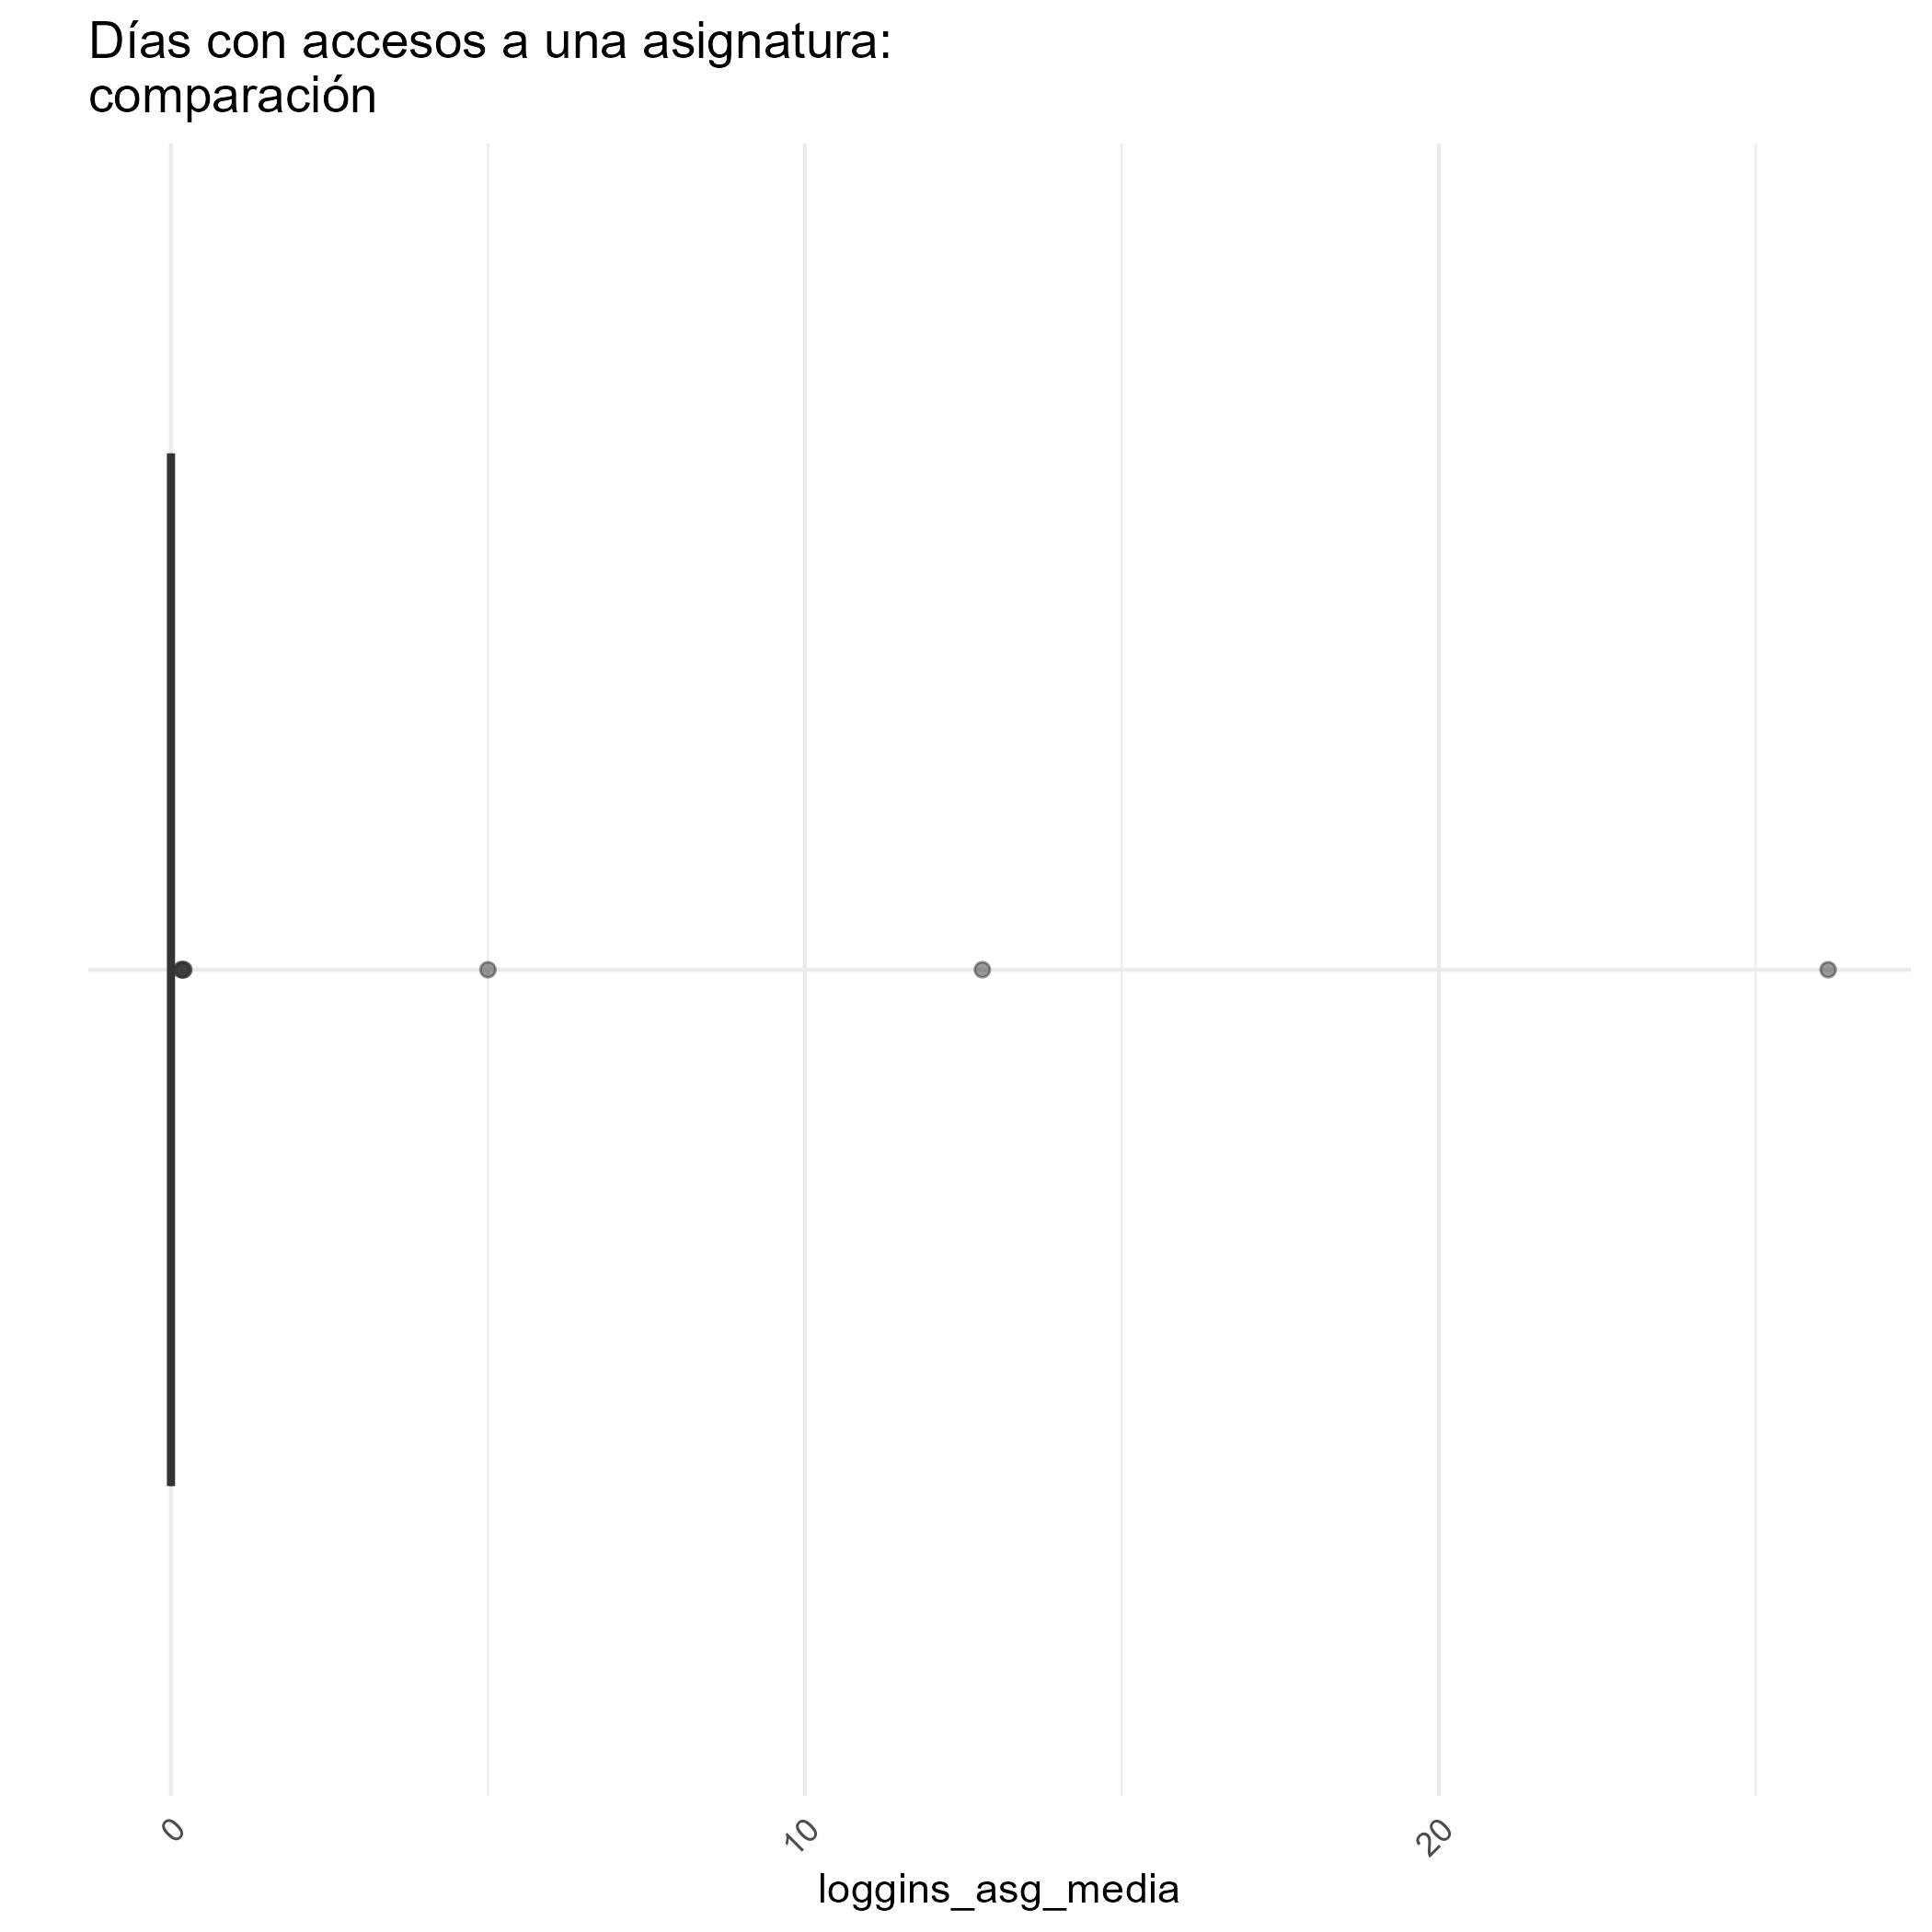 Días con accesos a una asignatura:
comparación
0
10
20
loggins_asg_media